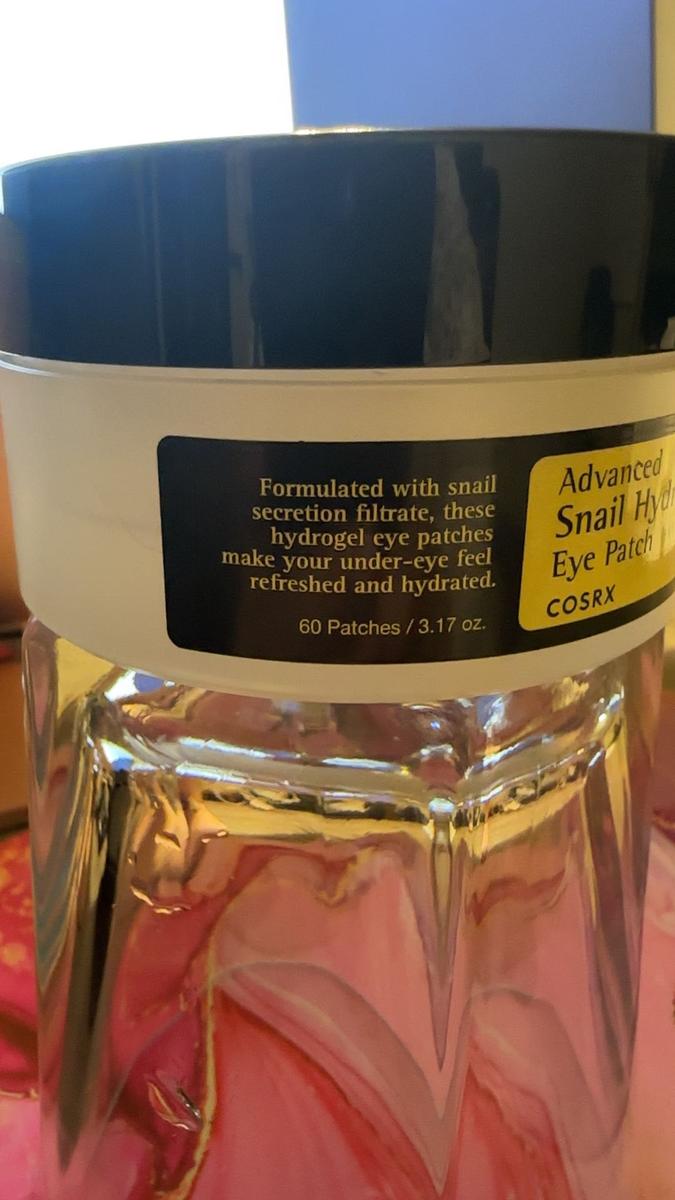 Formulated with snail
secretion filtrate, these
hydrogel eye patches
make your under-eye feel
refreshed and hydrated.
60 Patches / 3.17 oz.
Advanced
Snail Hydr
Eye Patch
COSRX